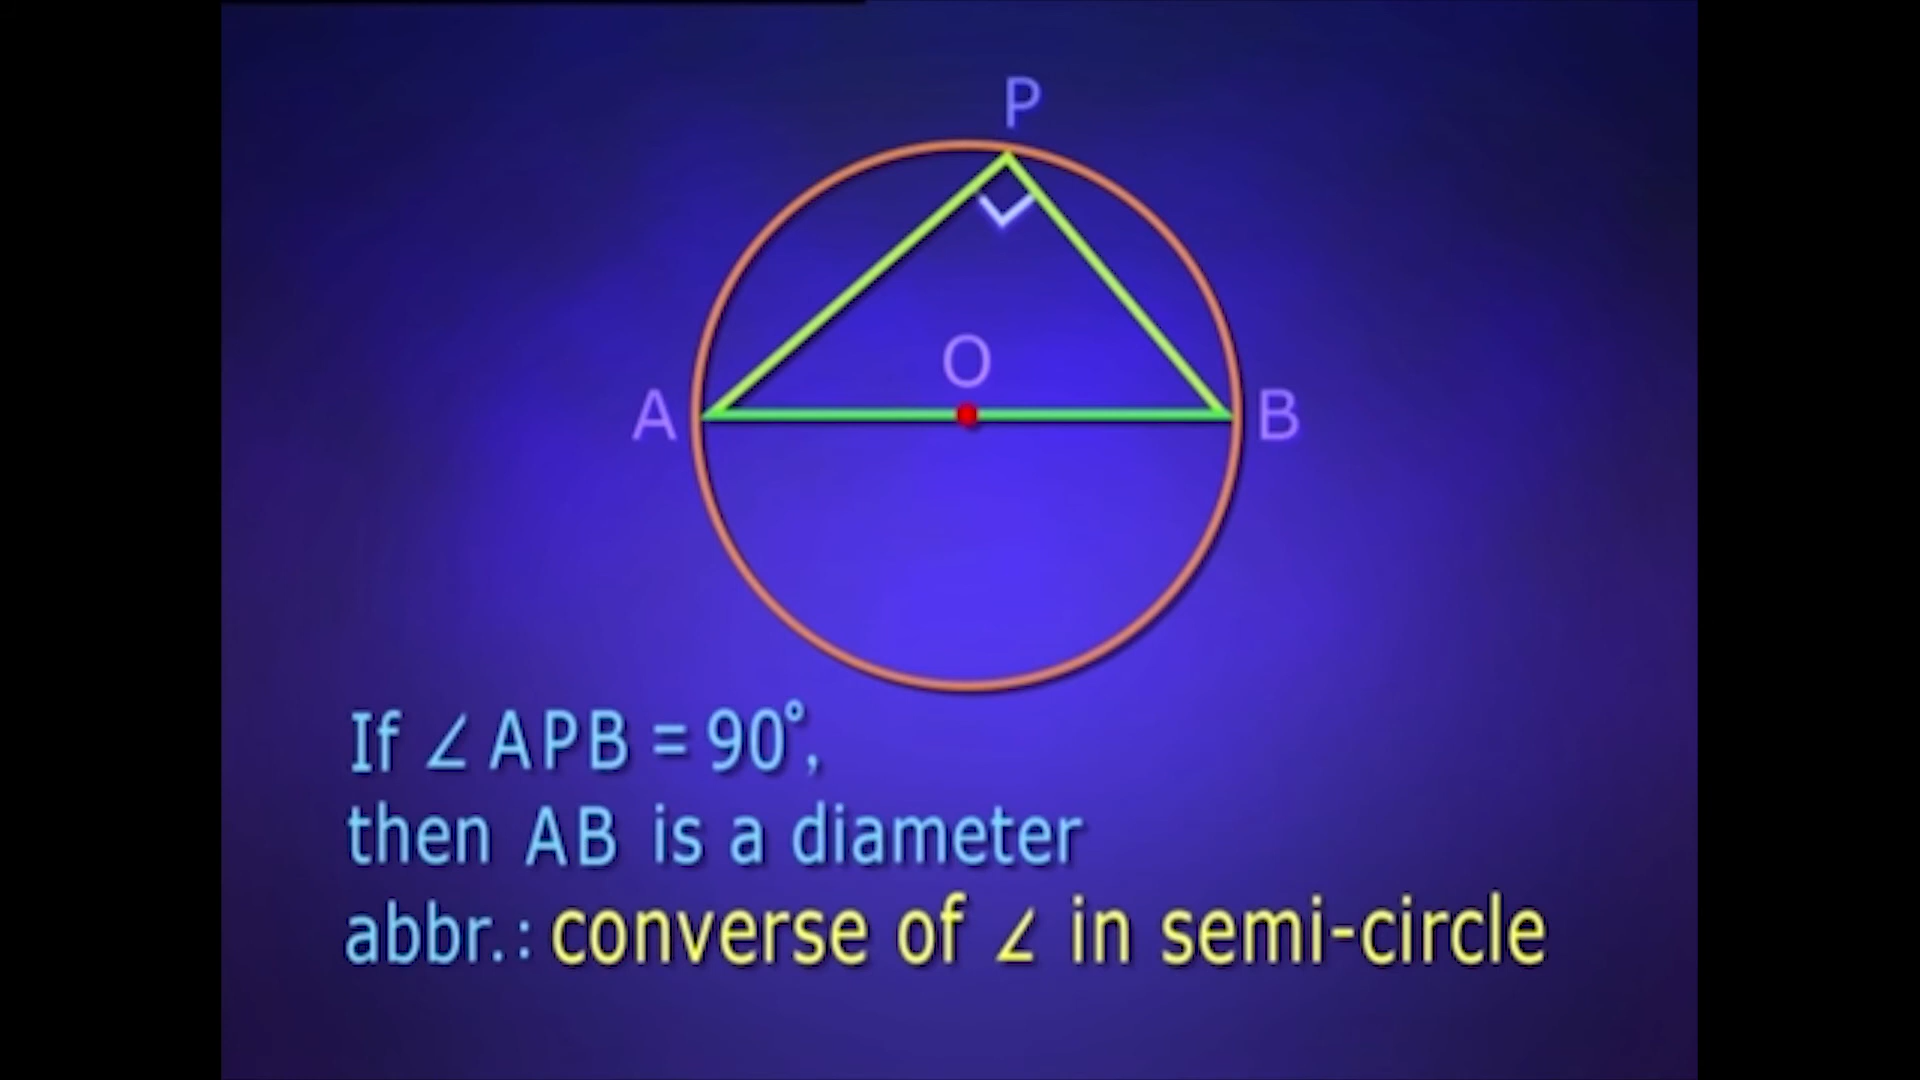 P
O
A
B
If ∠ APB = 90°,
then AB is a diameter
abbr.: converse of ∠ in semi-circle